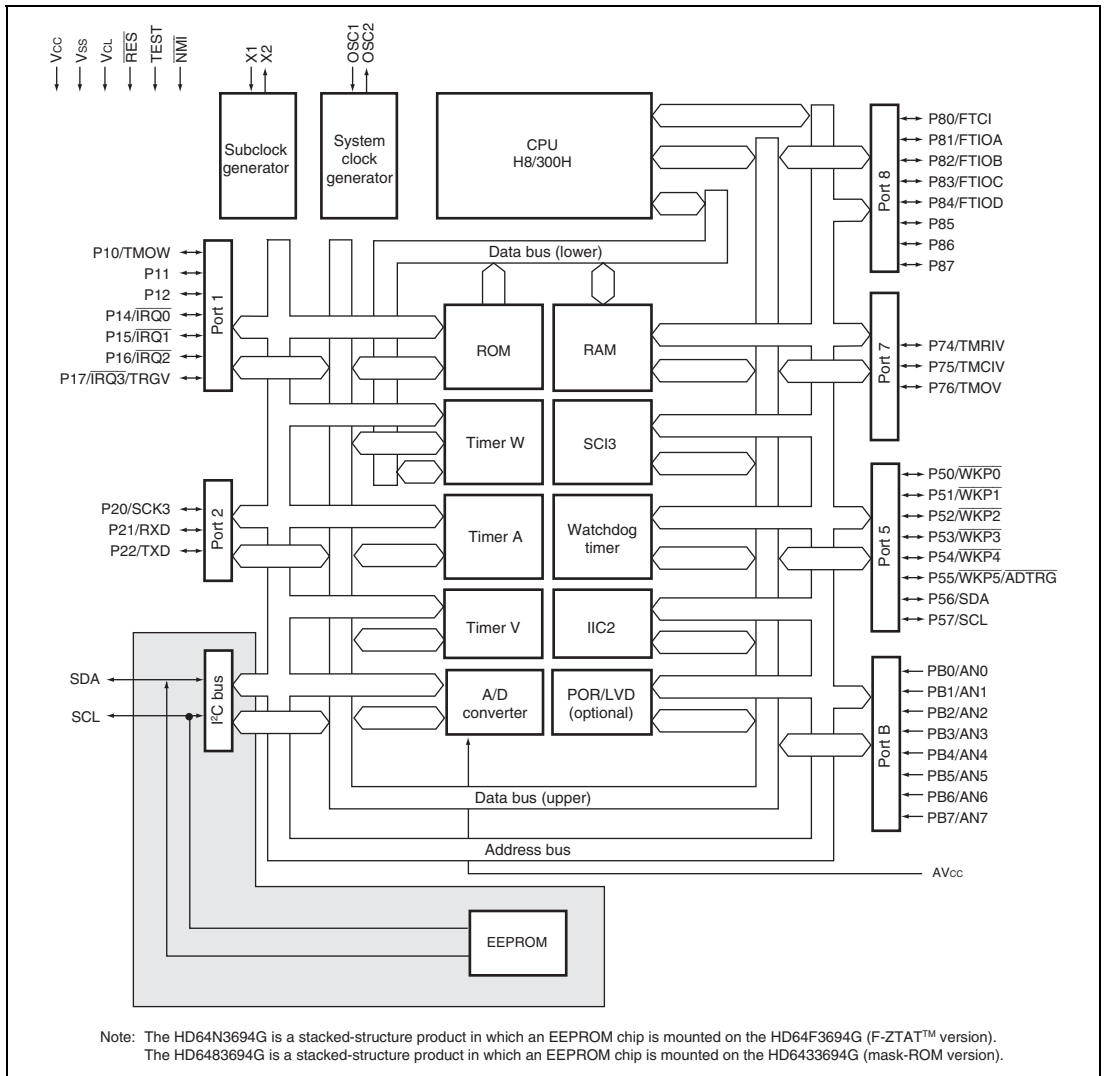 Vcc
Vss
VCL
RES
TEST
NMI
X1
X2
OSC1
OSC2
Subclock
generator
System
clock
generator
CPU
H8/300H
Port 8
P80/FTCI
P81/FTIOA
P82/FTIOB
P83/FTIOC
P84/FTIOD
P85
P86
P87
P10/TMOW
P11
P12
P14/IRQ0
P15/IRQ1
P16/IRQ2
P17/IRQ3/TRGV
Port 1
Data bus (lower)
ROM
RAM
Port 7
P74/TMRIV
P75/TMCIV
P76/TMOV
Timer W
SCI3
P20/SCK3
P21/RXD
P22/TXD
Port 2
Timer A
Watchdog
timer
Port 5
P50/WKP0
P51/WKP1
P52/WKP2
P53/WKP3
P54/WKP4
P55/WKP5/ADTRG
P56/SDA
P57/SCL
Timer V
IIC2
SDA
SCL
I²C bus
A/D
converter
POR/LVD
(optional)
Port B
PB0/AN0
PB1/AN1
PB2/AN2
PB3/AN3
PB4/AN4
PB5/AN5
PB6/AN6
PB7/AN7
Data bus (upper)
Address bus
AVcc
EEPROM
Note: The HD64N3694G is a stacked-structure product in which an EEPROM chip is mounted on the HD64F3694G (F-ZTAT™ version).
The HD6483694G is a stacked-structure product in which an EEPROM chip is mounted on the HD6433694G (mask-ROM version).